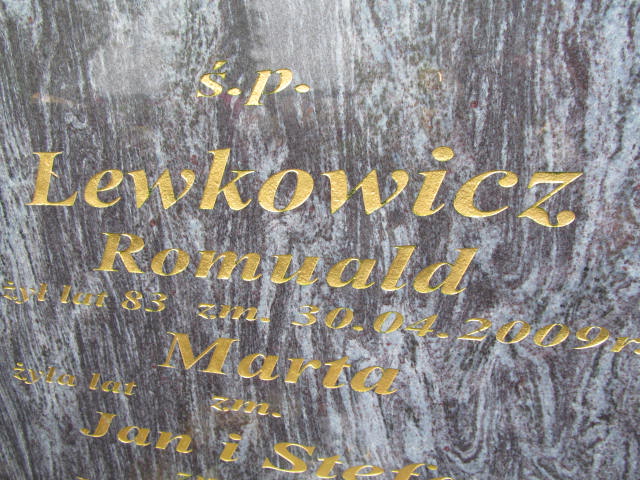 ś.p.
Lewkowicz
Romuald
żył lat 83 zm. 30.04.2009r
Marta
żyła lat zm.
Jan i